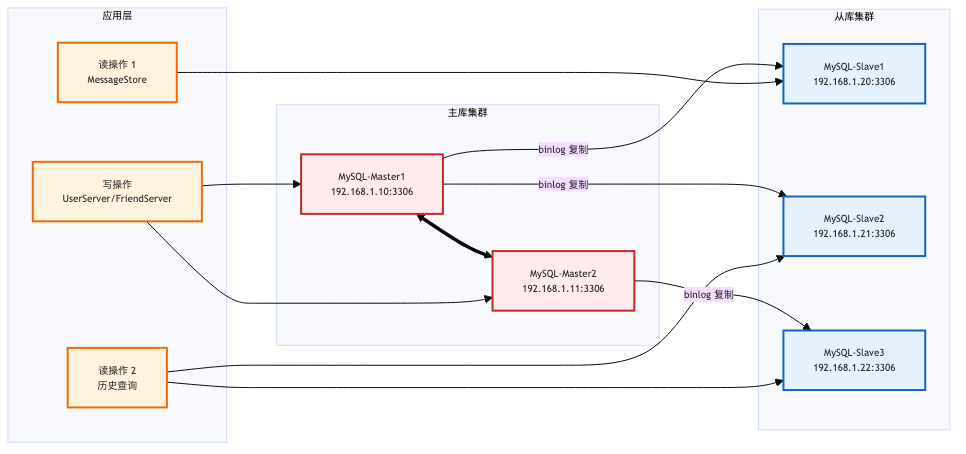 应用层
读操作 1
MessageStore
写操作
UserServer/FriendServer
读操作 2
历史查询
主库集群
MySQL-Master1
192.168.1.10:3306
MySQL-Master2
192.168.1.11:3306
binlog 复制
binlog 复制
binlog 复制
从库集群
MySQL-Slave1
192.168.1.20:3306
MySQL-Slave2
192.168.1.21:3306
MySQL-Slave3
192.168.1.22:3306